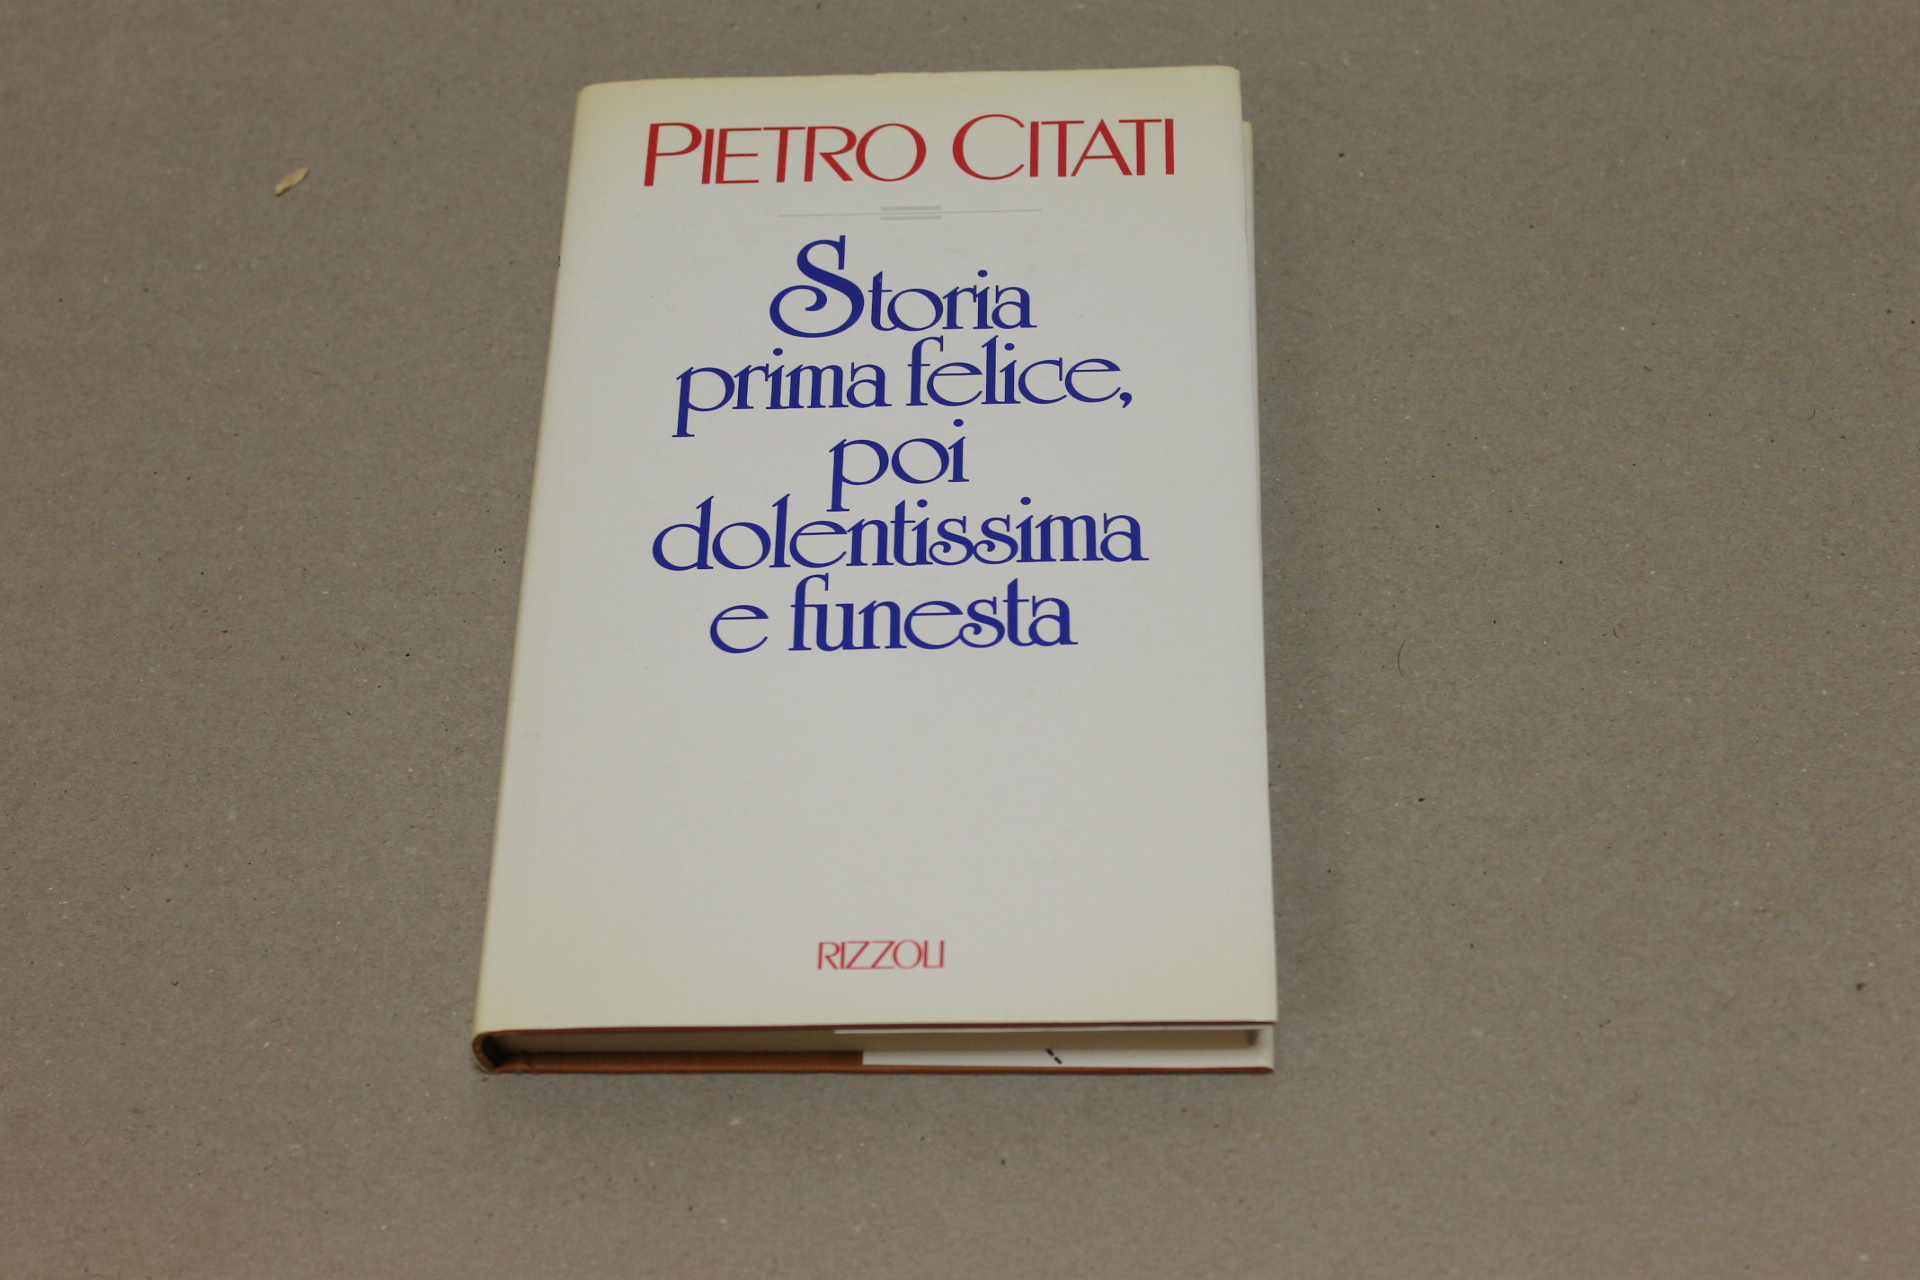 PIETRO CITATI
Storia
prima felice,
poi
dolentissima
e funesta
RIZZOLI